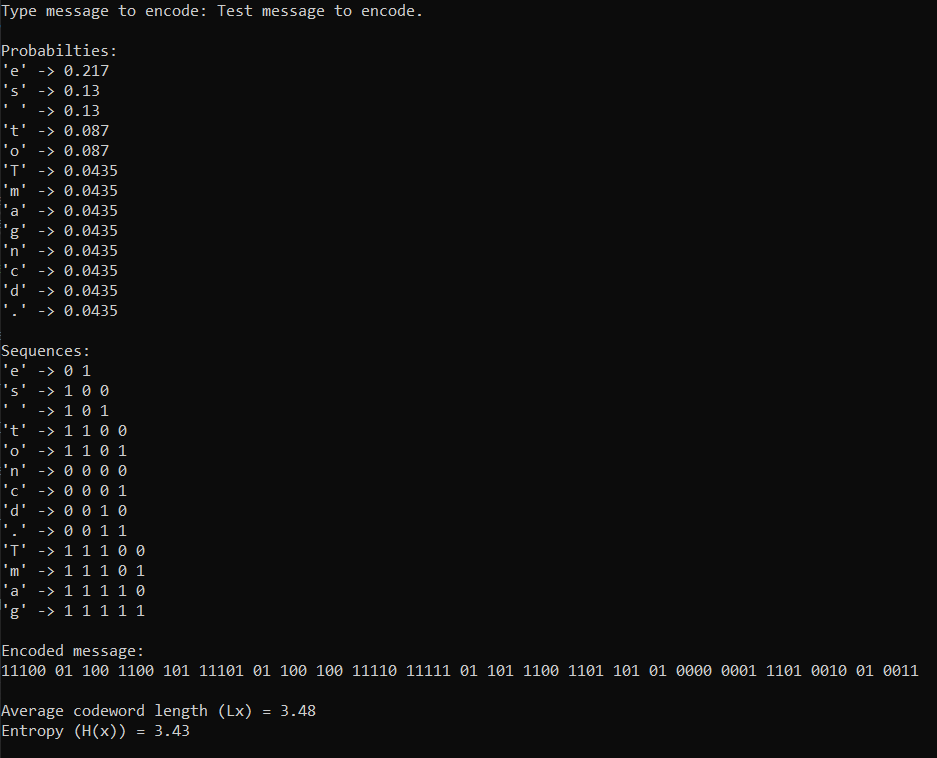 Type message to encode: Test message to encode.
Probabilties:
'e' -> 0.217
's' -> 0.13
' ' -> 0.13
't' -> 0.087
'o' -> 0.087
'T' -> 0.0435
'm' -> 0.0435
'a' -> 0.0435
'g' -> 0.0435
'n' -> 0.0435
'c' -> 0.0435
'd' -> 0.0435
'.' -> 0.0435
Sequences:
'e' -> 0 1
's' -> 1 0 0
' ' -> 1 0 1
't' -> 1 1 0 0
'o' -> 1 1 0 1
'n' -> 0 0 0 0
'c' -> 0 0 0 1
'd' -> 0 0 1 0
'.' -> 0 0 1 1
'T' -> 1 1 1 0 0
'm' -> 1 1 1 0 1
'a' -> 1 1 1 1 0
'g' -> 1 1 1 1 1
Encoded message:
11100 01 100 1100 101 11101 01 100 100 11110 11111 01 101 1100 1101 101 01 0000 0001 1101 0010 01 0011
Average codeword length (Lx) = 3.48
Entropy (H(x)) = 3.43